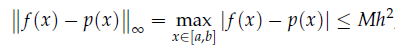 ‖f(x) − p(x)‖∞ = max x∈[a,b] |f(x) − p(x)| ≤ Mh²